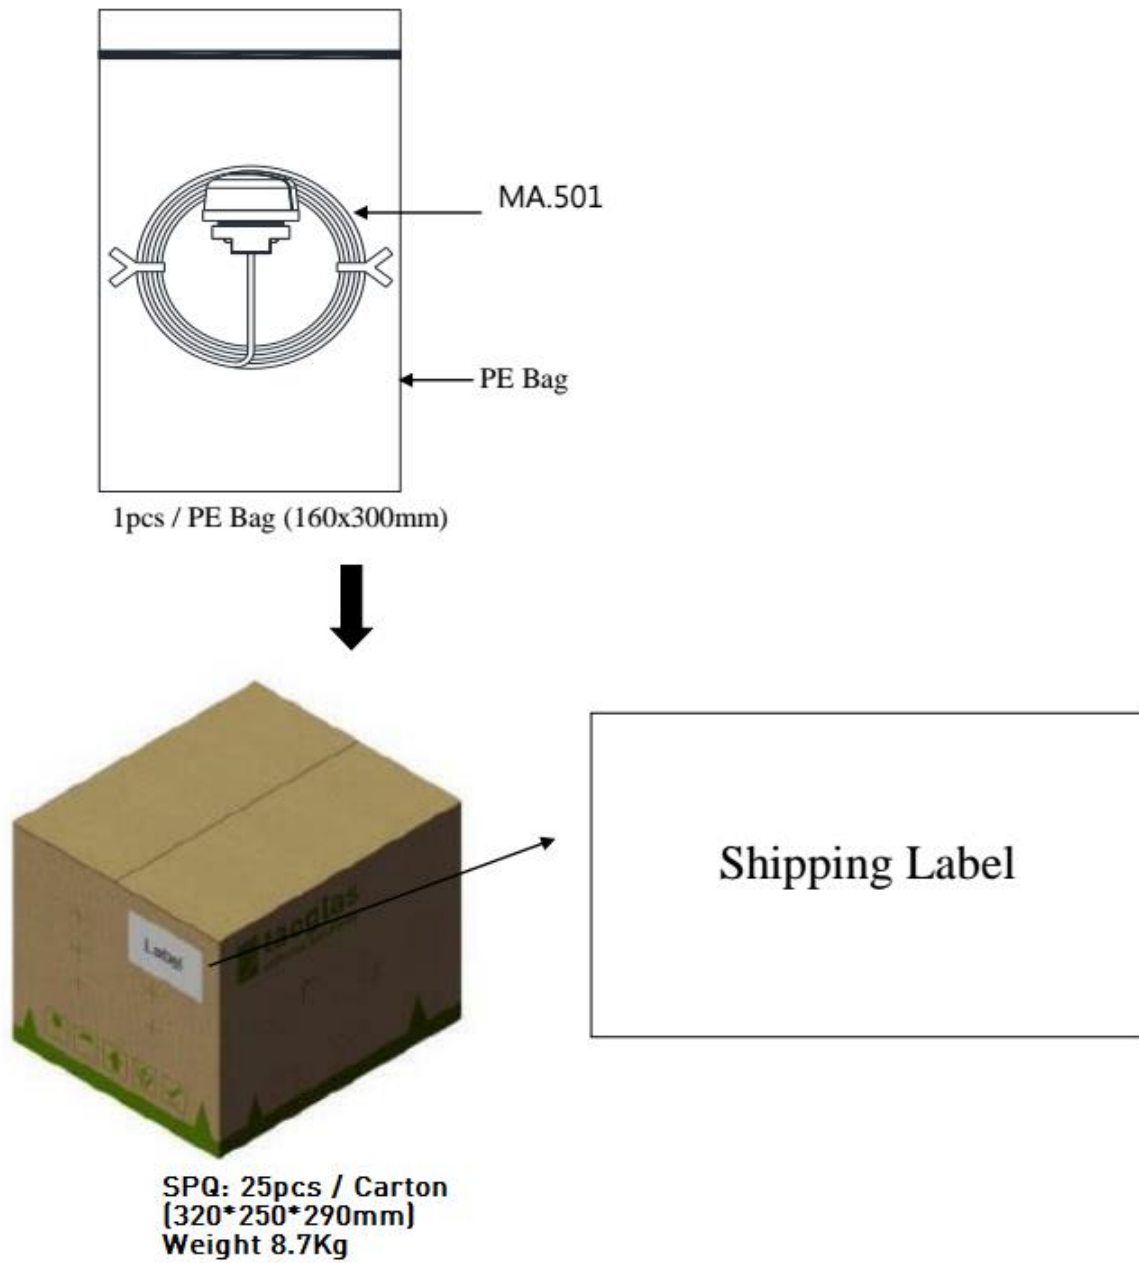 MA.501
PE Bag
1pcs / PE Bag (160x300mm)
Shipping Label
Label
taoglas
SPQ: 25pcs / Carton
(320*250*290mm)
Weight 8.7Kg